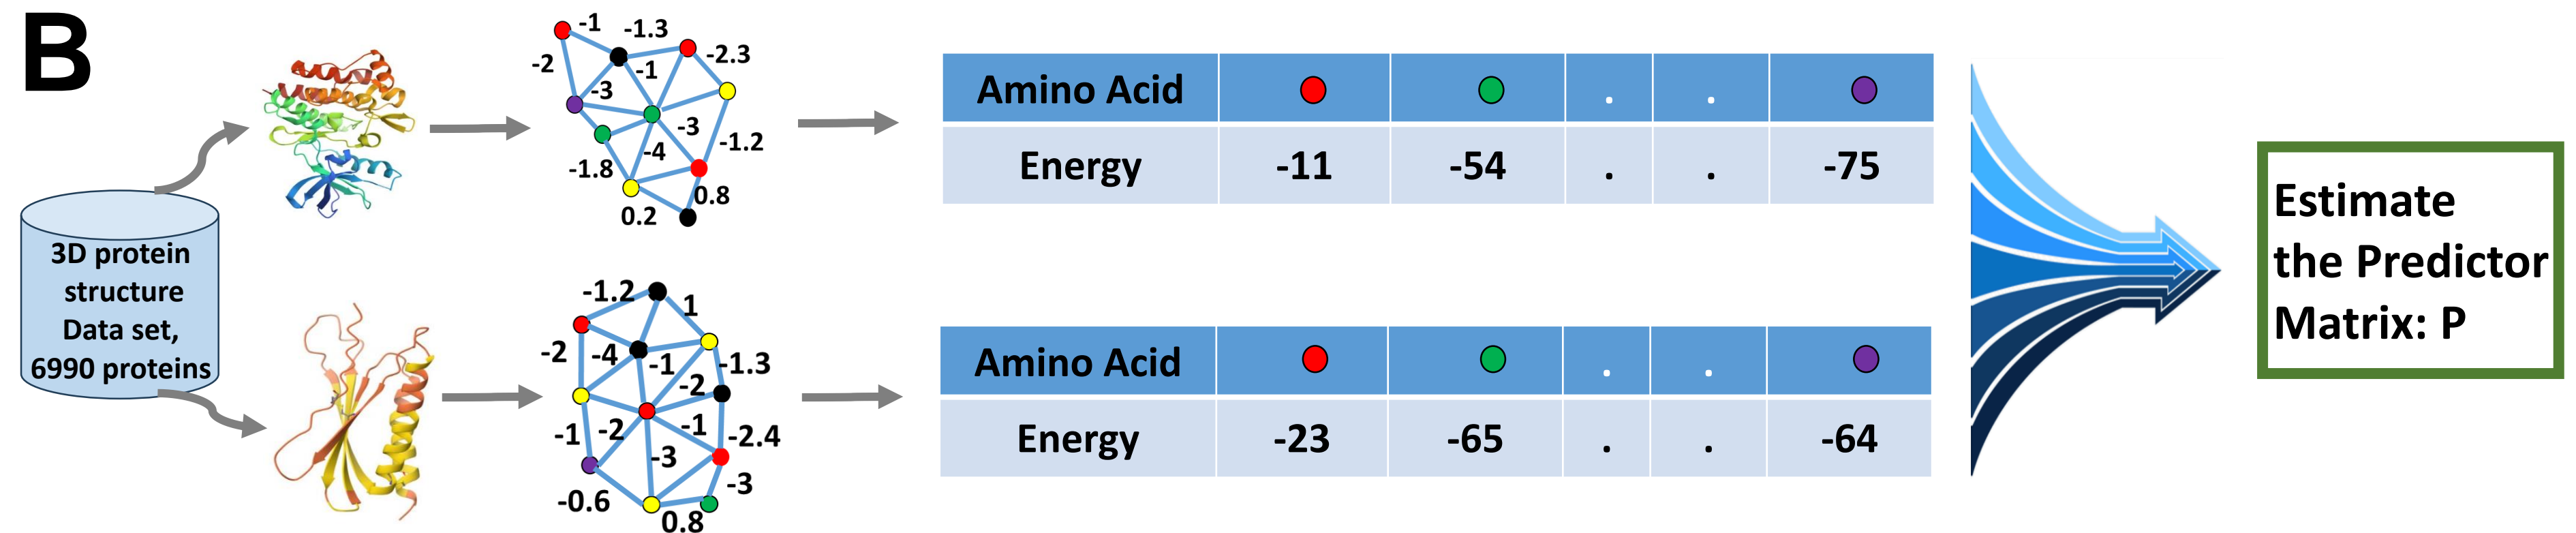 B
3D protein
structure
Data set,
6990 proteins
-1
-1.3
-2.3
-2
-1
-3
-3
-1.2
-4
-1.8
0.8
0.2
Amino Acid . .
Energy -11 -54 . . -75
-1.2
1
-2
-4
-1
-1.3
-2
-1
-2
-1
-2.4
-3
-3
-0.6
0.8
Amino Acid . .
Energy -23 -65 . . -64
Estimate
the Predictor
Matrix: P